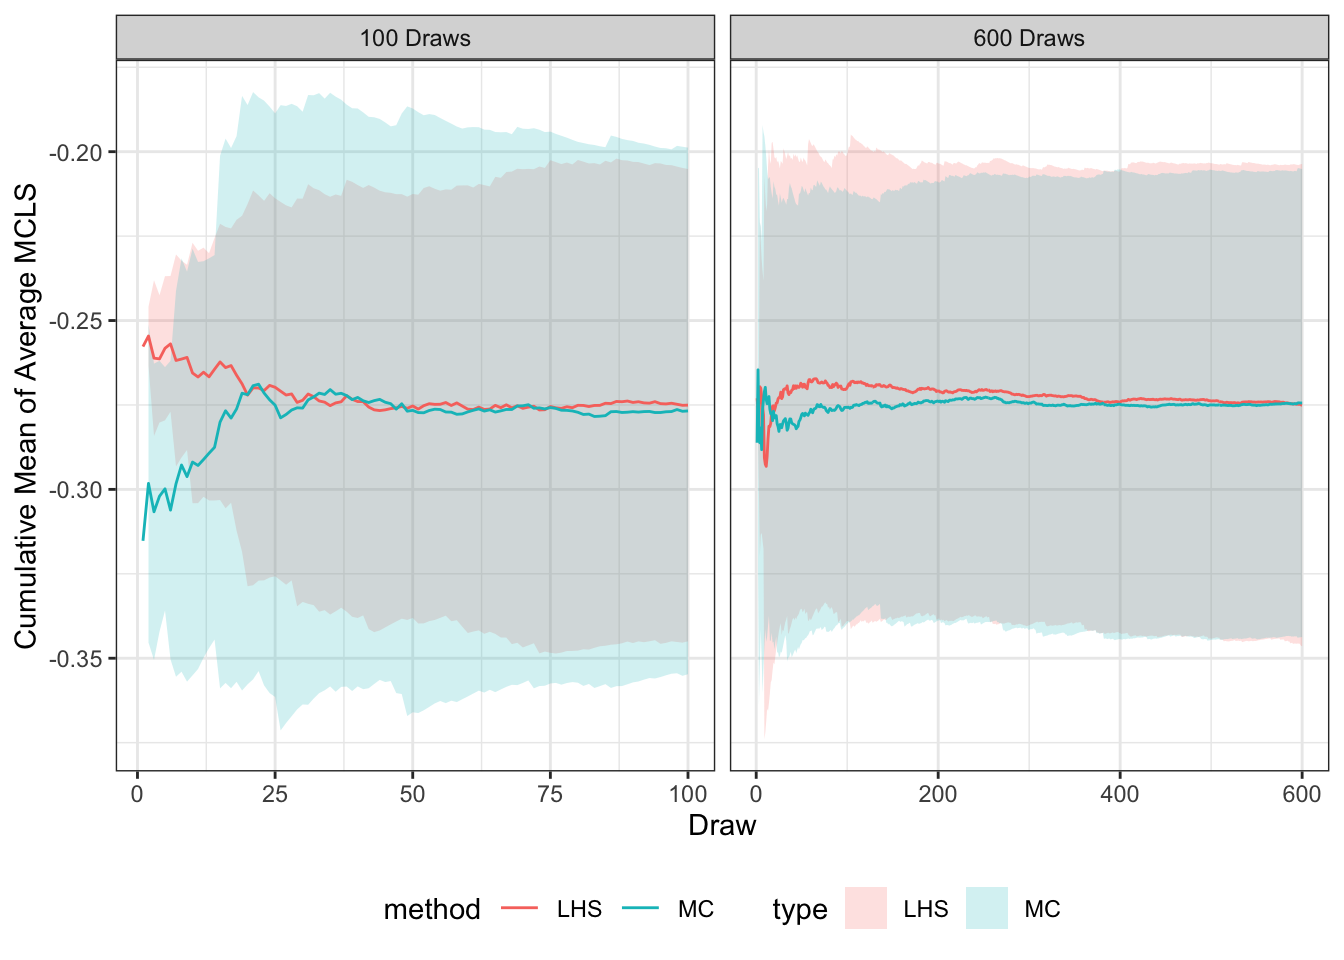 100 Draws
600 Draws
Cumulative Mean of Average MCLS
-0.20
-0.25
-0.30
-0.35
0 25 50 75 100
0 200 400 600
Draw
method LHS MC type LHS MC